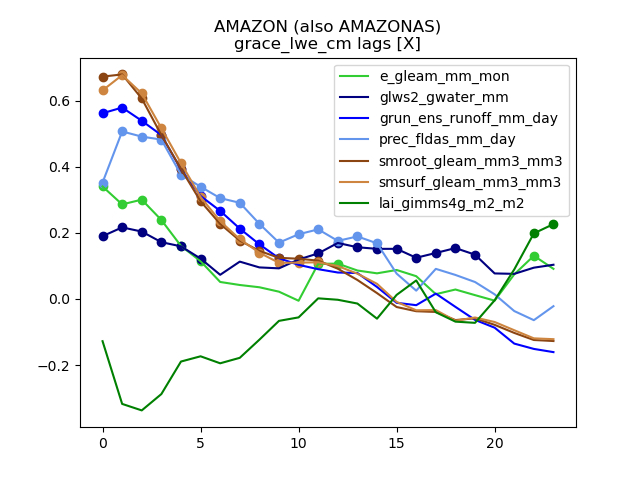 AMAZON (also AMAZONAS)
grace_lwe_cm lags [X]
e_gleam_mm_mon
glws2_gwater_mm
grun_ens_runoff_mm_day
prec_fldas_mm_day
smroot_gleam_mm3_mm3
smsurf_gleam_mm3_mm3
lai_gimms4g_m2_m2
0.6
0.4
0.2
0.0
−0.2
0 5 10 15 20